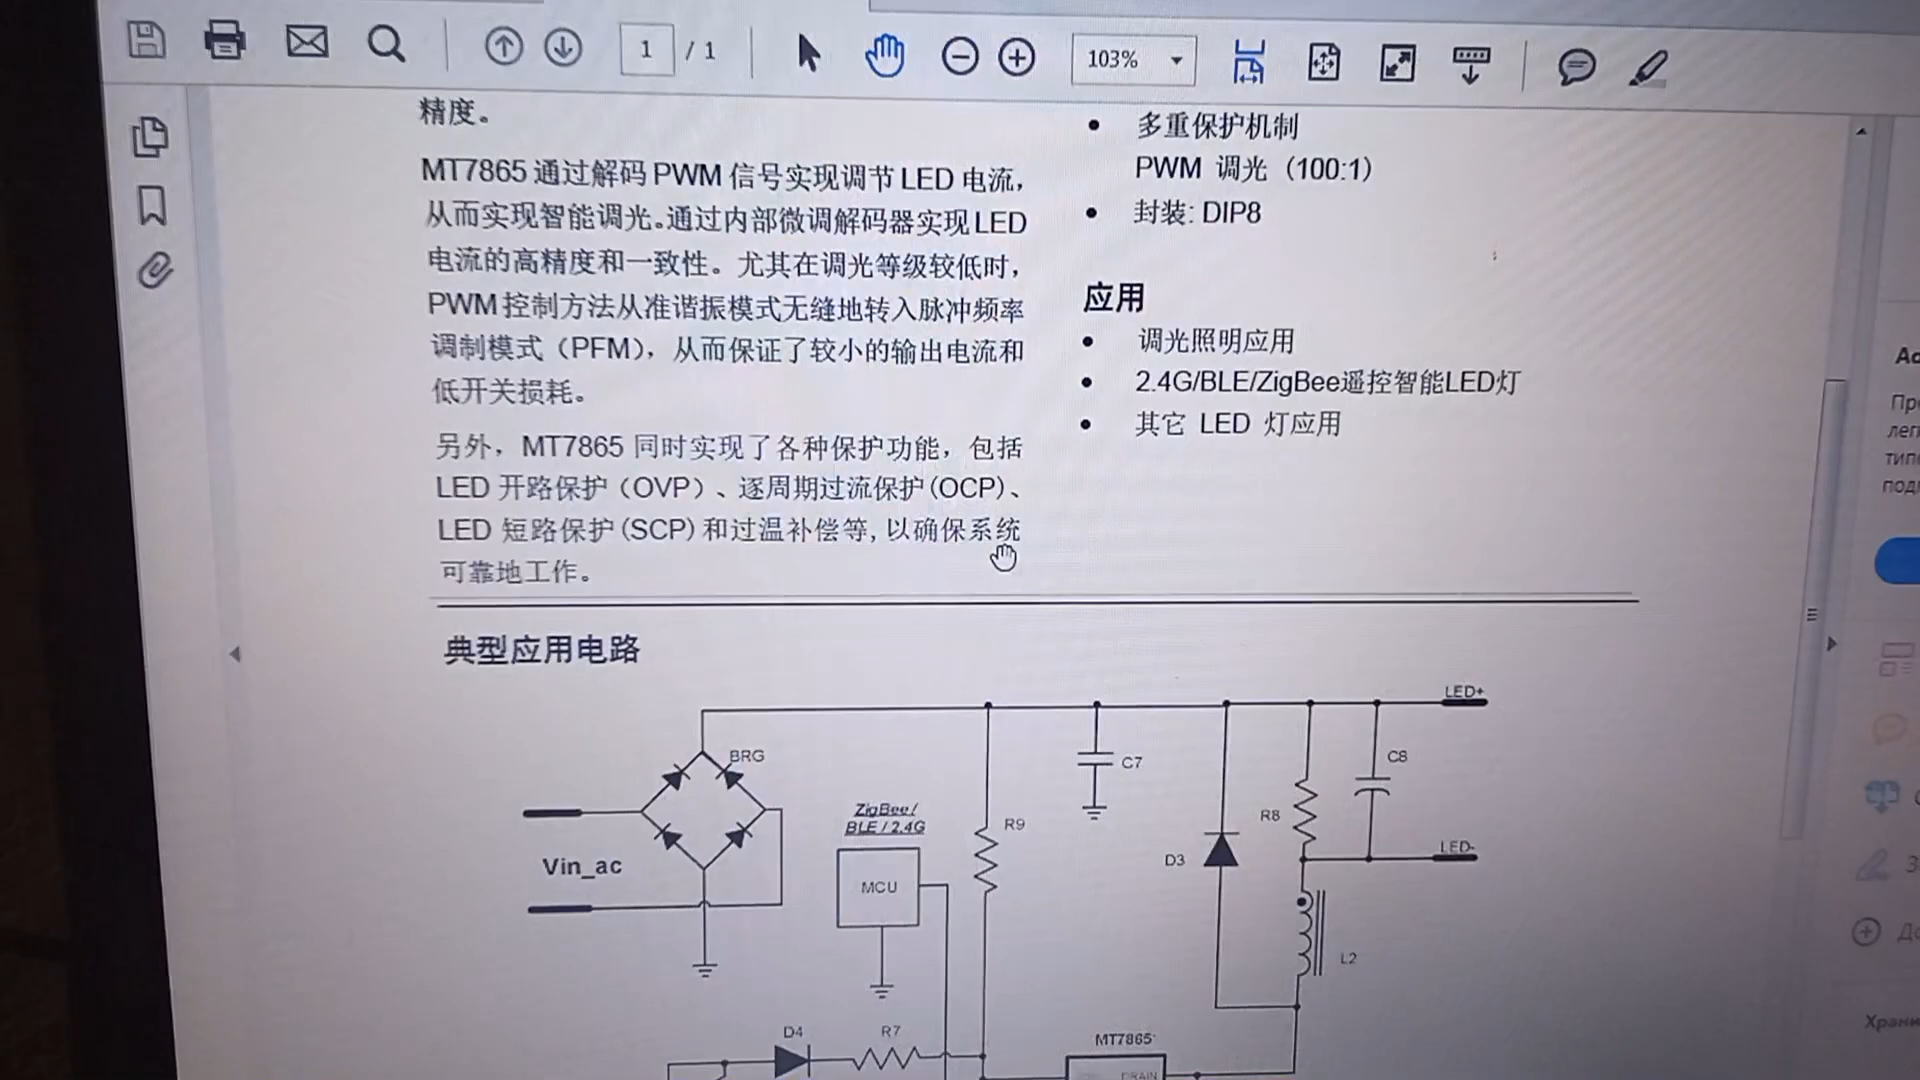 1 / 1
103%
精度。
MT7865 通过解码 PWM 信号实现调节 LED 电流，
从而实现智能调光。通过内部微调解码器实现 LED
电流的高精度和一致性。尤其在调光等级较低时，
PWM 控制方法从准谐振模式无缝地转入脉冲频率
调制模式（PFM），从而保证了较小的输出电流和
低开关损耗。
另外，MT7865 同时实现了各种保护功能，包括
LED 开路保护（OVP）、逐周期过流保护(OCP)、
LED 短路保护(SCP)和过温补偿等, 以确保系统
可靠地工作。
• 多重保护机制
PWM 调光（100:1）
• 封装: DIP8
应用
• 调光照明应用
• 2.4G/BLE/ZigBee遥控智能LED灯
• 其它 LED 灯应用
典型应用电路
LED+
BRG
C7
C8
ZigBee/
BLE / 2.4G
R9
R8
D3
LED-
Vin_ac
MCU
L2
D4
R7
MT7865
DRAIN